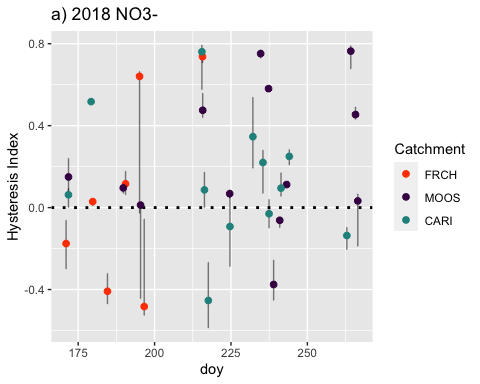 a) 2018 NO3-
Hysteresis Index
0.8
0.4
0.0
-0.4
175
200
225
250
doy
Catchment
FRCH
MOOS
CARI